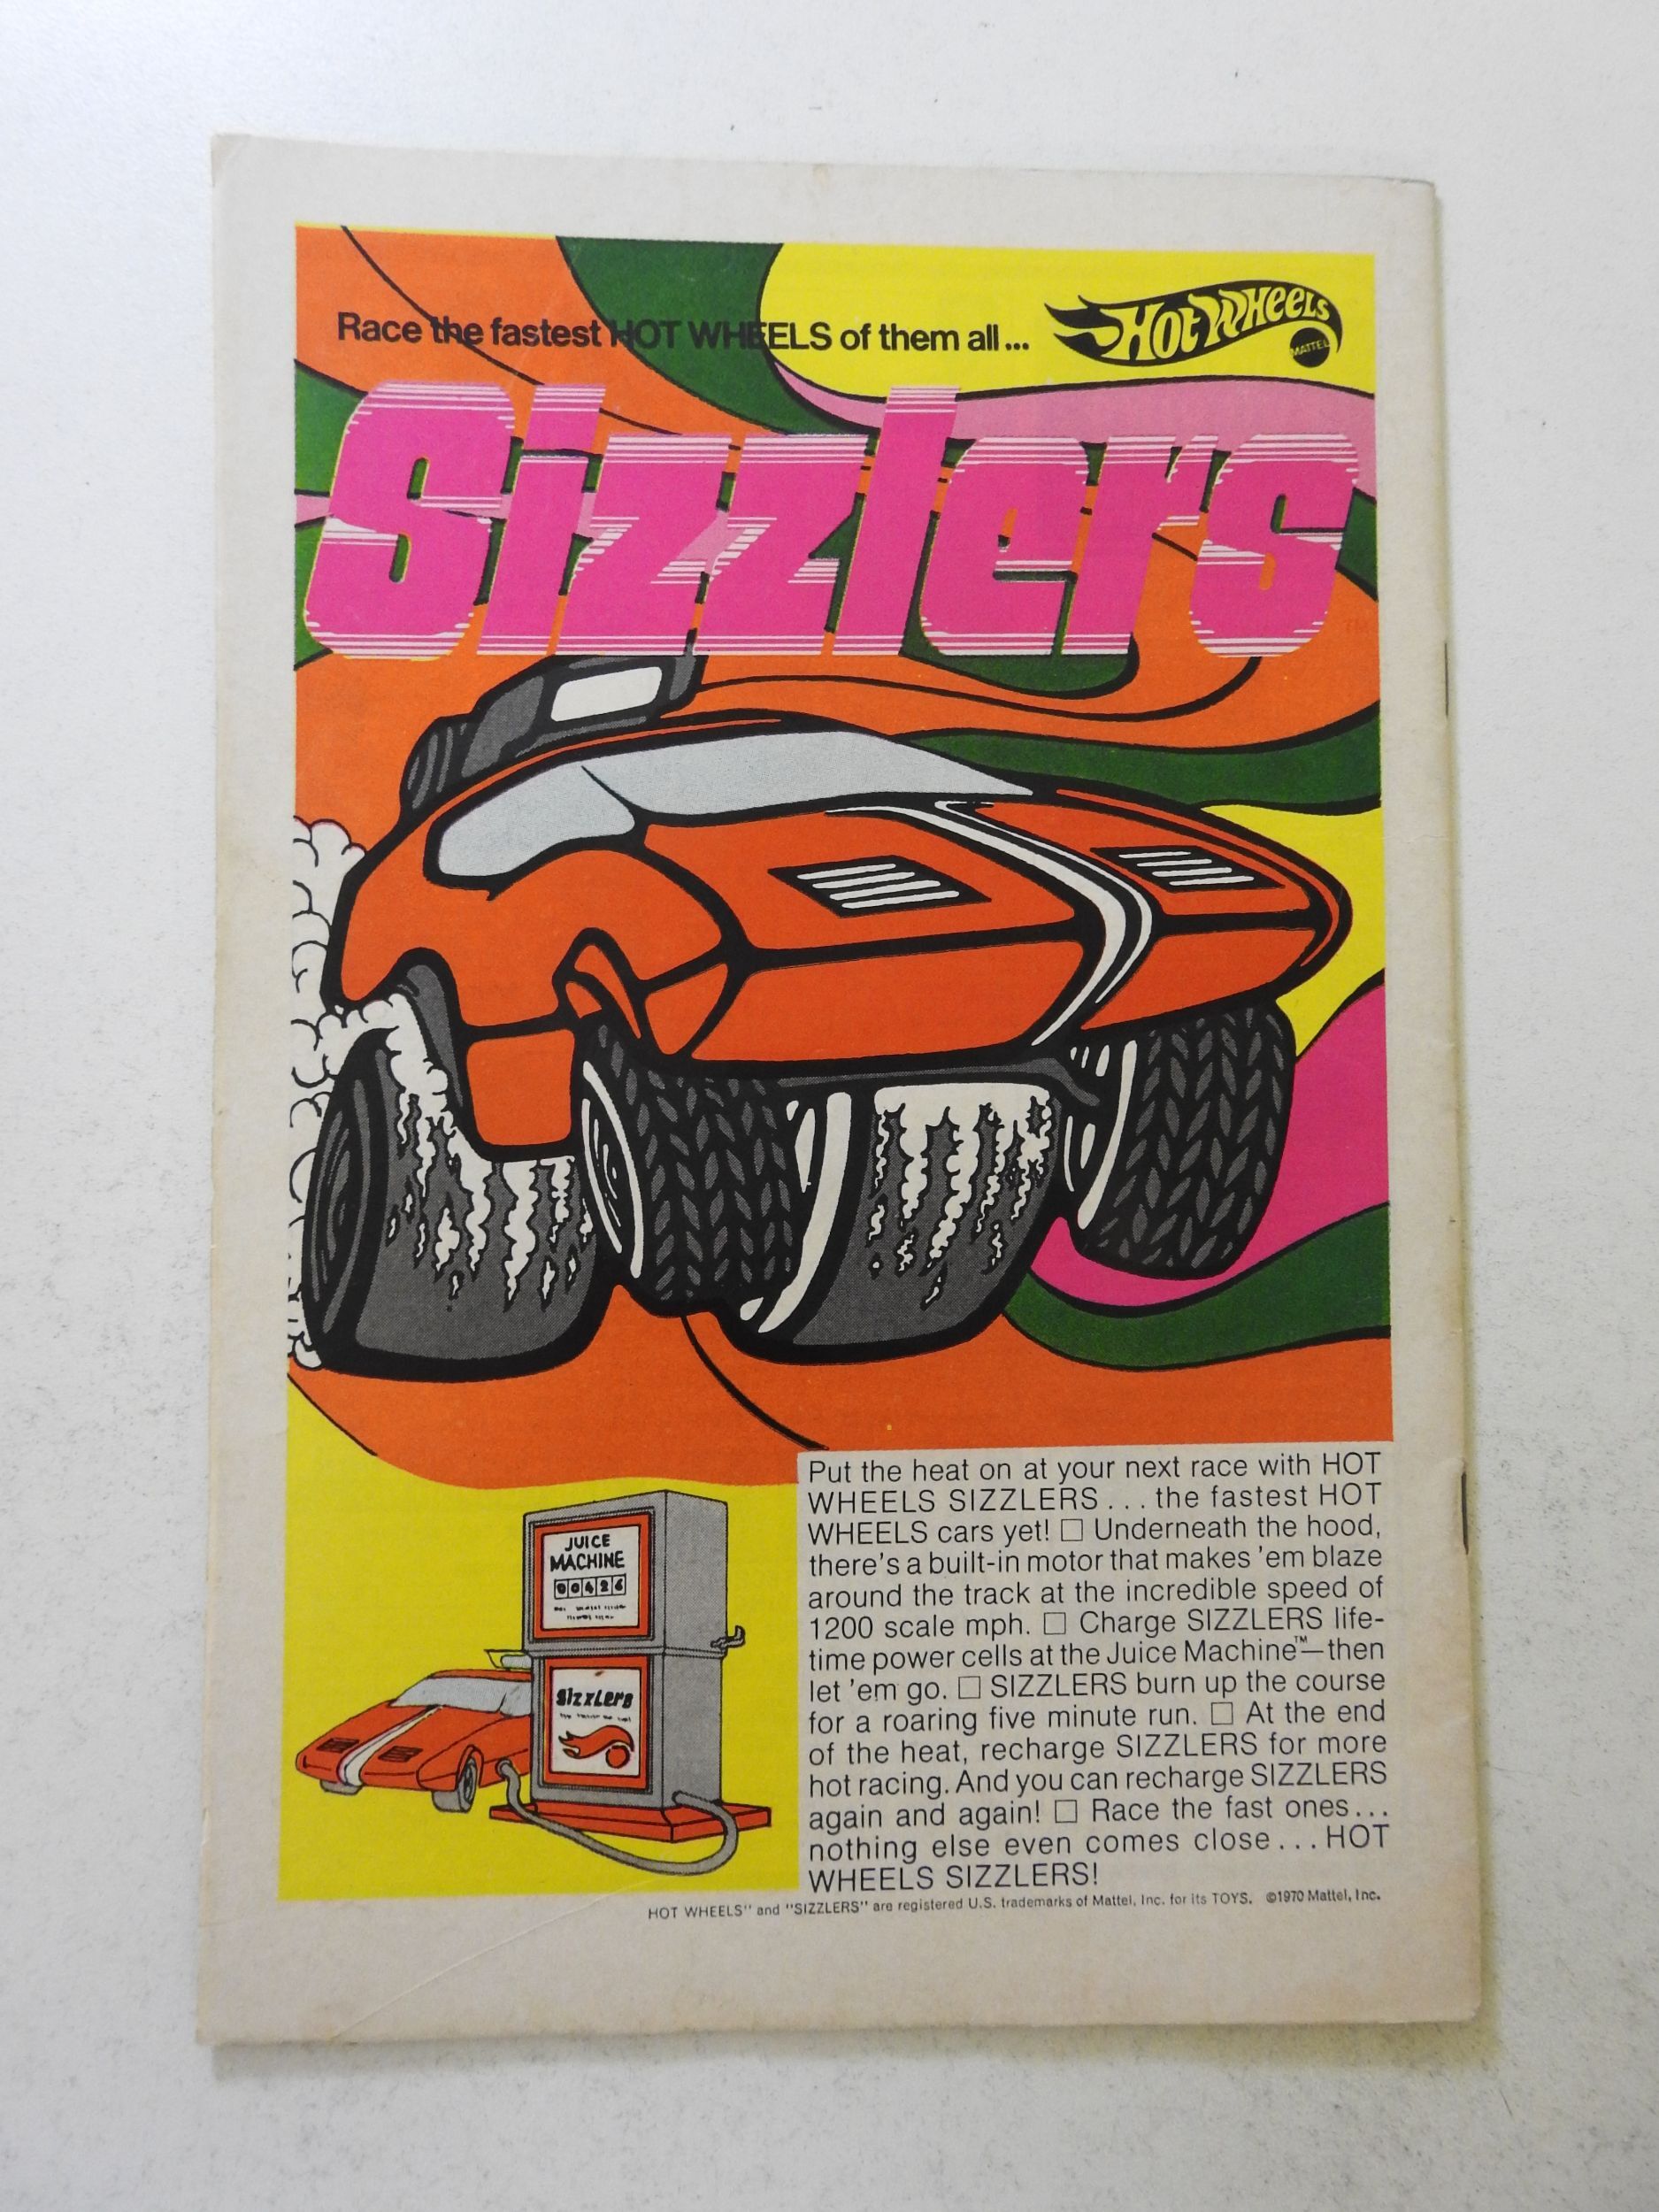 Race the fastest HOT WHEELS of them all...
Hot Wheels
MATTEL
Sizzlers
TM
Put the heat on at your next race with HOT
WHEELS SIZZLERS... the fastest HOT
WHEELS cars yet! □ Underneath the hood,
there's a built-in motor that makes 'em blaze
around the track at the incredible speed of
1200 scale mph. □ Charge SIZZLERS life-
time power cells at the Juice Machine™—then
let 'em go. □ SIZZLERS burn up the course
for a roaring five minute run. □ At the end
of the heat, recharge SIZZLERS for more
hot racing. And you can recharge SIZZLERS
again and again! □ Race the fast ones...
nothing else even comes close... HOT
WHEELS SIZZLERS!
JUICE
MACHINE
00426
Sizzlers
HOT WHEELS" and "SIZZLERS" are registered U.S. trademarks of Mattel, Inc. for its TOYS. ©1970 Mattel, Inc.